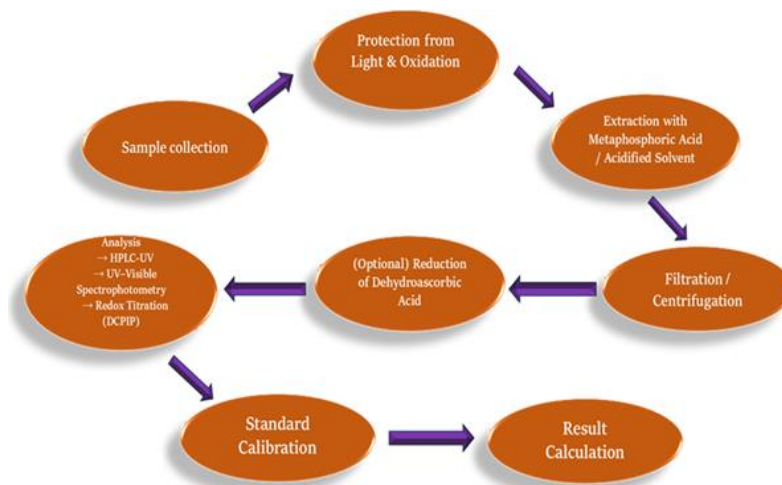 Sample collection
Protection from
Light & Oxidation
Extraction with
Metaphosphoric Acid
/ Acidified Solvent
Filtration /
Centrifugation
(Optional) Reduction
of Dehydroascorbic
Acid
Analysis
→ HPLC-UV
→ UV–Visible
Spectrophotometry
→ Redox Titration
(DCPIP)
Standard
Calibration
Result
Calculation